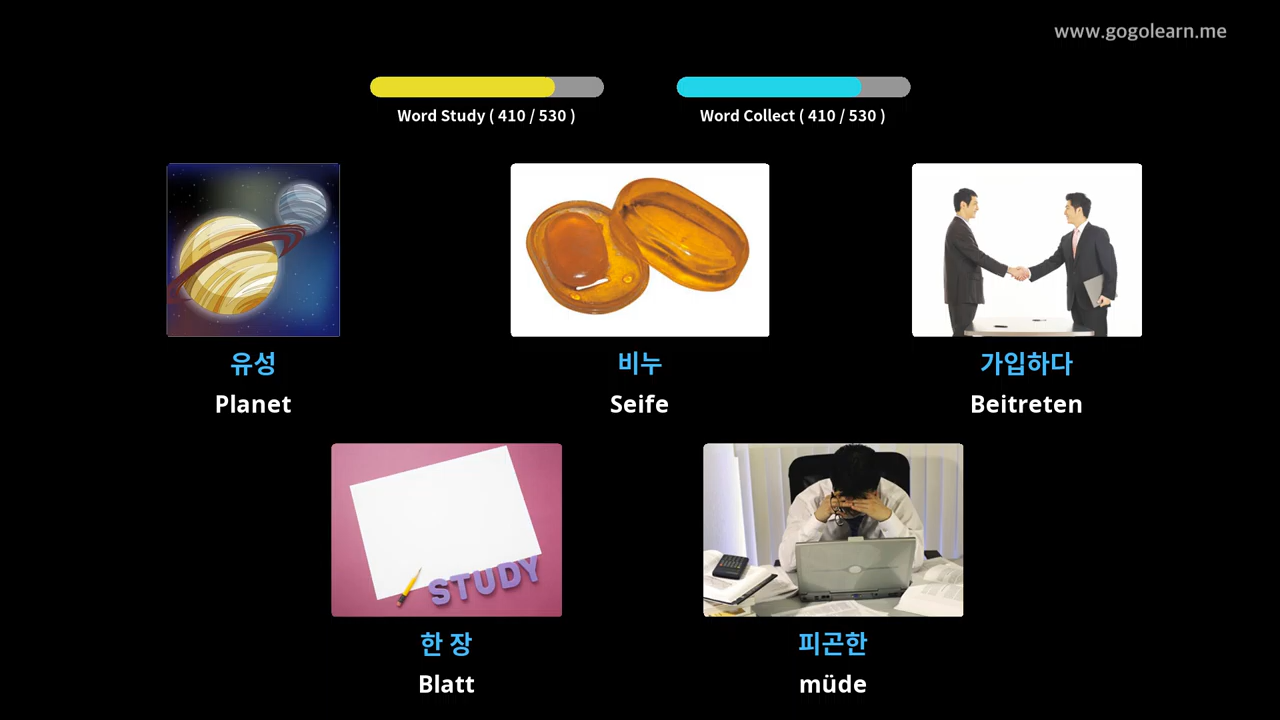 www.gogolearn.me
Word Study ( 410 / 530 )
Word Collect ( 410 / 530 )
유성
비누
가입하다
Planet
Seife
Beitreten
STUDY
한 장
피곤한
Blatt
müde